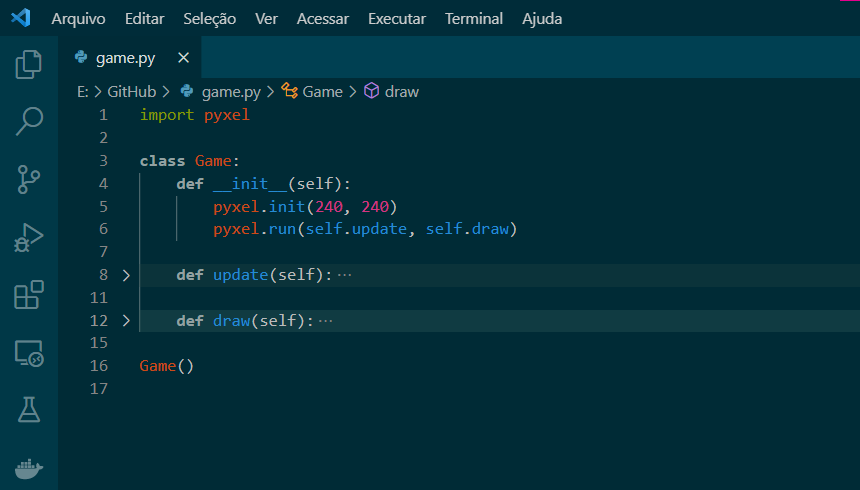 Arquivo Editar Seleção Ver Acessar Executar Terminal Ajuda
game.py
E: > GitHub > game.py > Game > draw
1 import pyxel
2
3 class Game:
4 def __init__(self):
5 pyxel.init(240, 240)
6 pyxel.run(self.update, self.draw)
7
8 def update(self): ···
11
12 def draw(self): ···
15
16 Game()
17